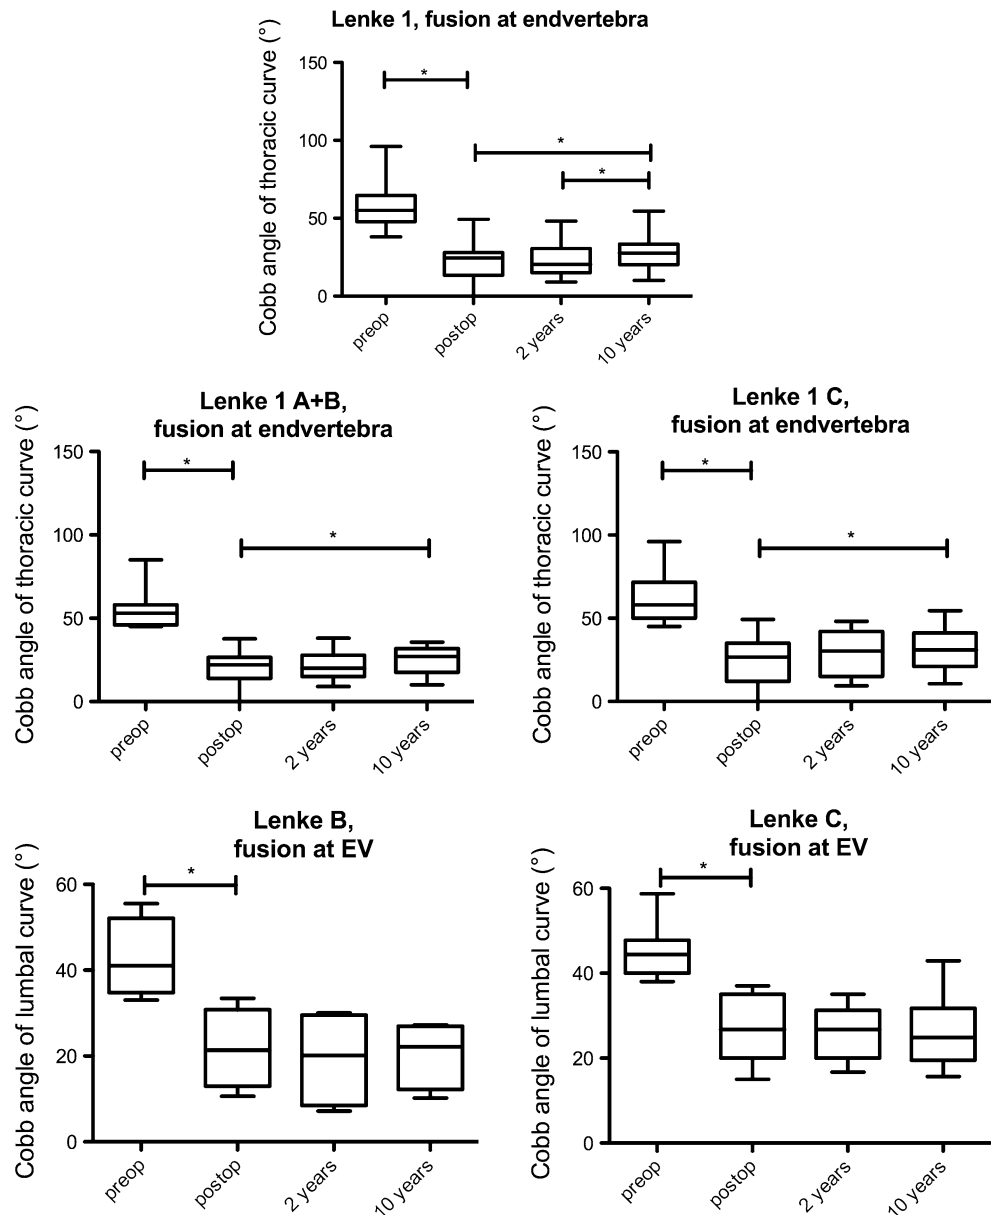 Lenke 1, fusion at endvertebra
Cobb angle of thoracic curve (°)
150
100
50
0
*
*
*
preop
postop
2 years
10 years
Lenke 1 A+B,
fusion at endvertebra
Cobb angle of thoracic curve (°)
150
100
50
0
*
*
preop
postop
2 years
10 years
Lenke 1 C,
fusion at endvertebra
Cobb angle of thoracic curve (°)
150
100
50
0
*
*
preop
postop
2 years
10 years
Lenke B,
fusion at EV
Cobb angle of lumbal curve (°)
60
40
20
0
*
preop
postop
2 years
10 years
Lenke C,
fusion at EV
Cobb angle of lumbal curve (°)
60
40
20
0
*
preop
postop
2 years
10 years